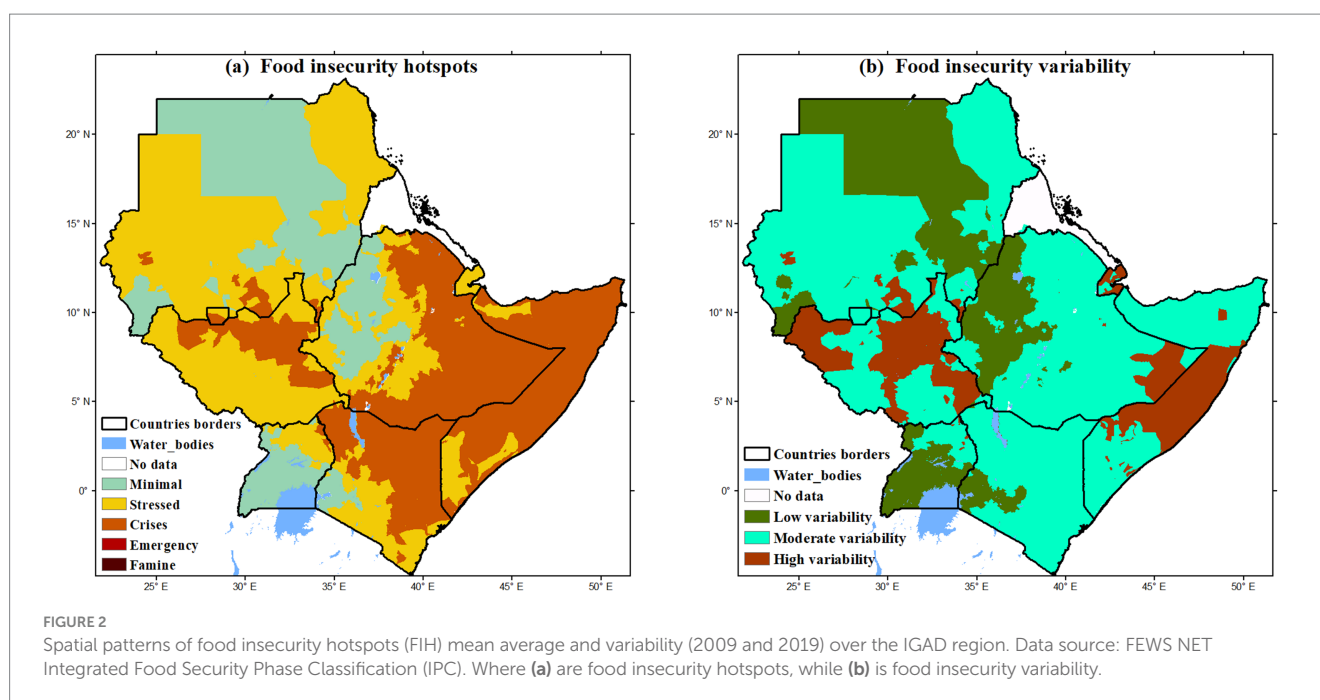 (a) Food insecurity hotspots
20° N
15° N
10° N
5° N
0°
Countries borders
Water_bodies
No data
Minimal
Stressed
Crises
Emergency
Famine
25° E 30° E 35° E 40° E 45° E 50° E
(b) Food insecurity variability
20° N
15° N
10° N
5° N
0°
Countries borders
Water_bodies
No data
Low variability
Moderate variability
High variability
25° E 30° E 35° E 40° E 45° E 50° E
FIGURE 2
Spatial patterns of food insecurity hotspots (FIH) mean average and variability (2009 and 2019) over the IGAD region. Data source: FEWS NET
Integrated Food Security Phase Classification (IPC). Where (a) are food insecurity hotspots, while (b) is food insecurity variability.